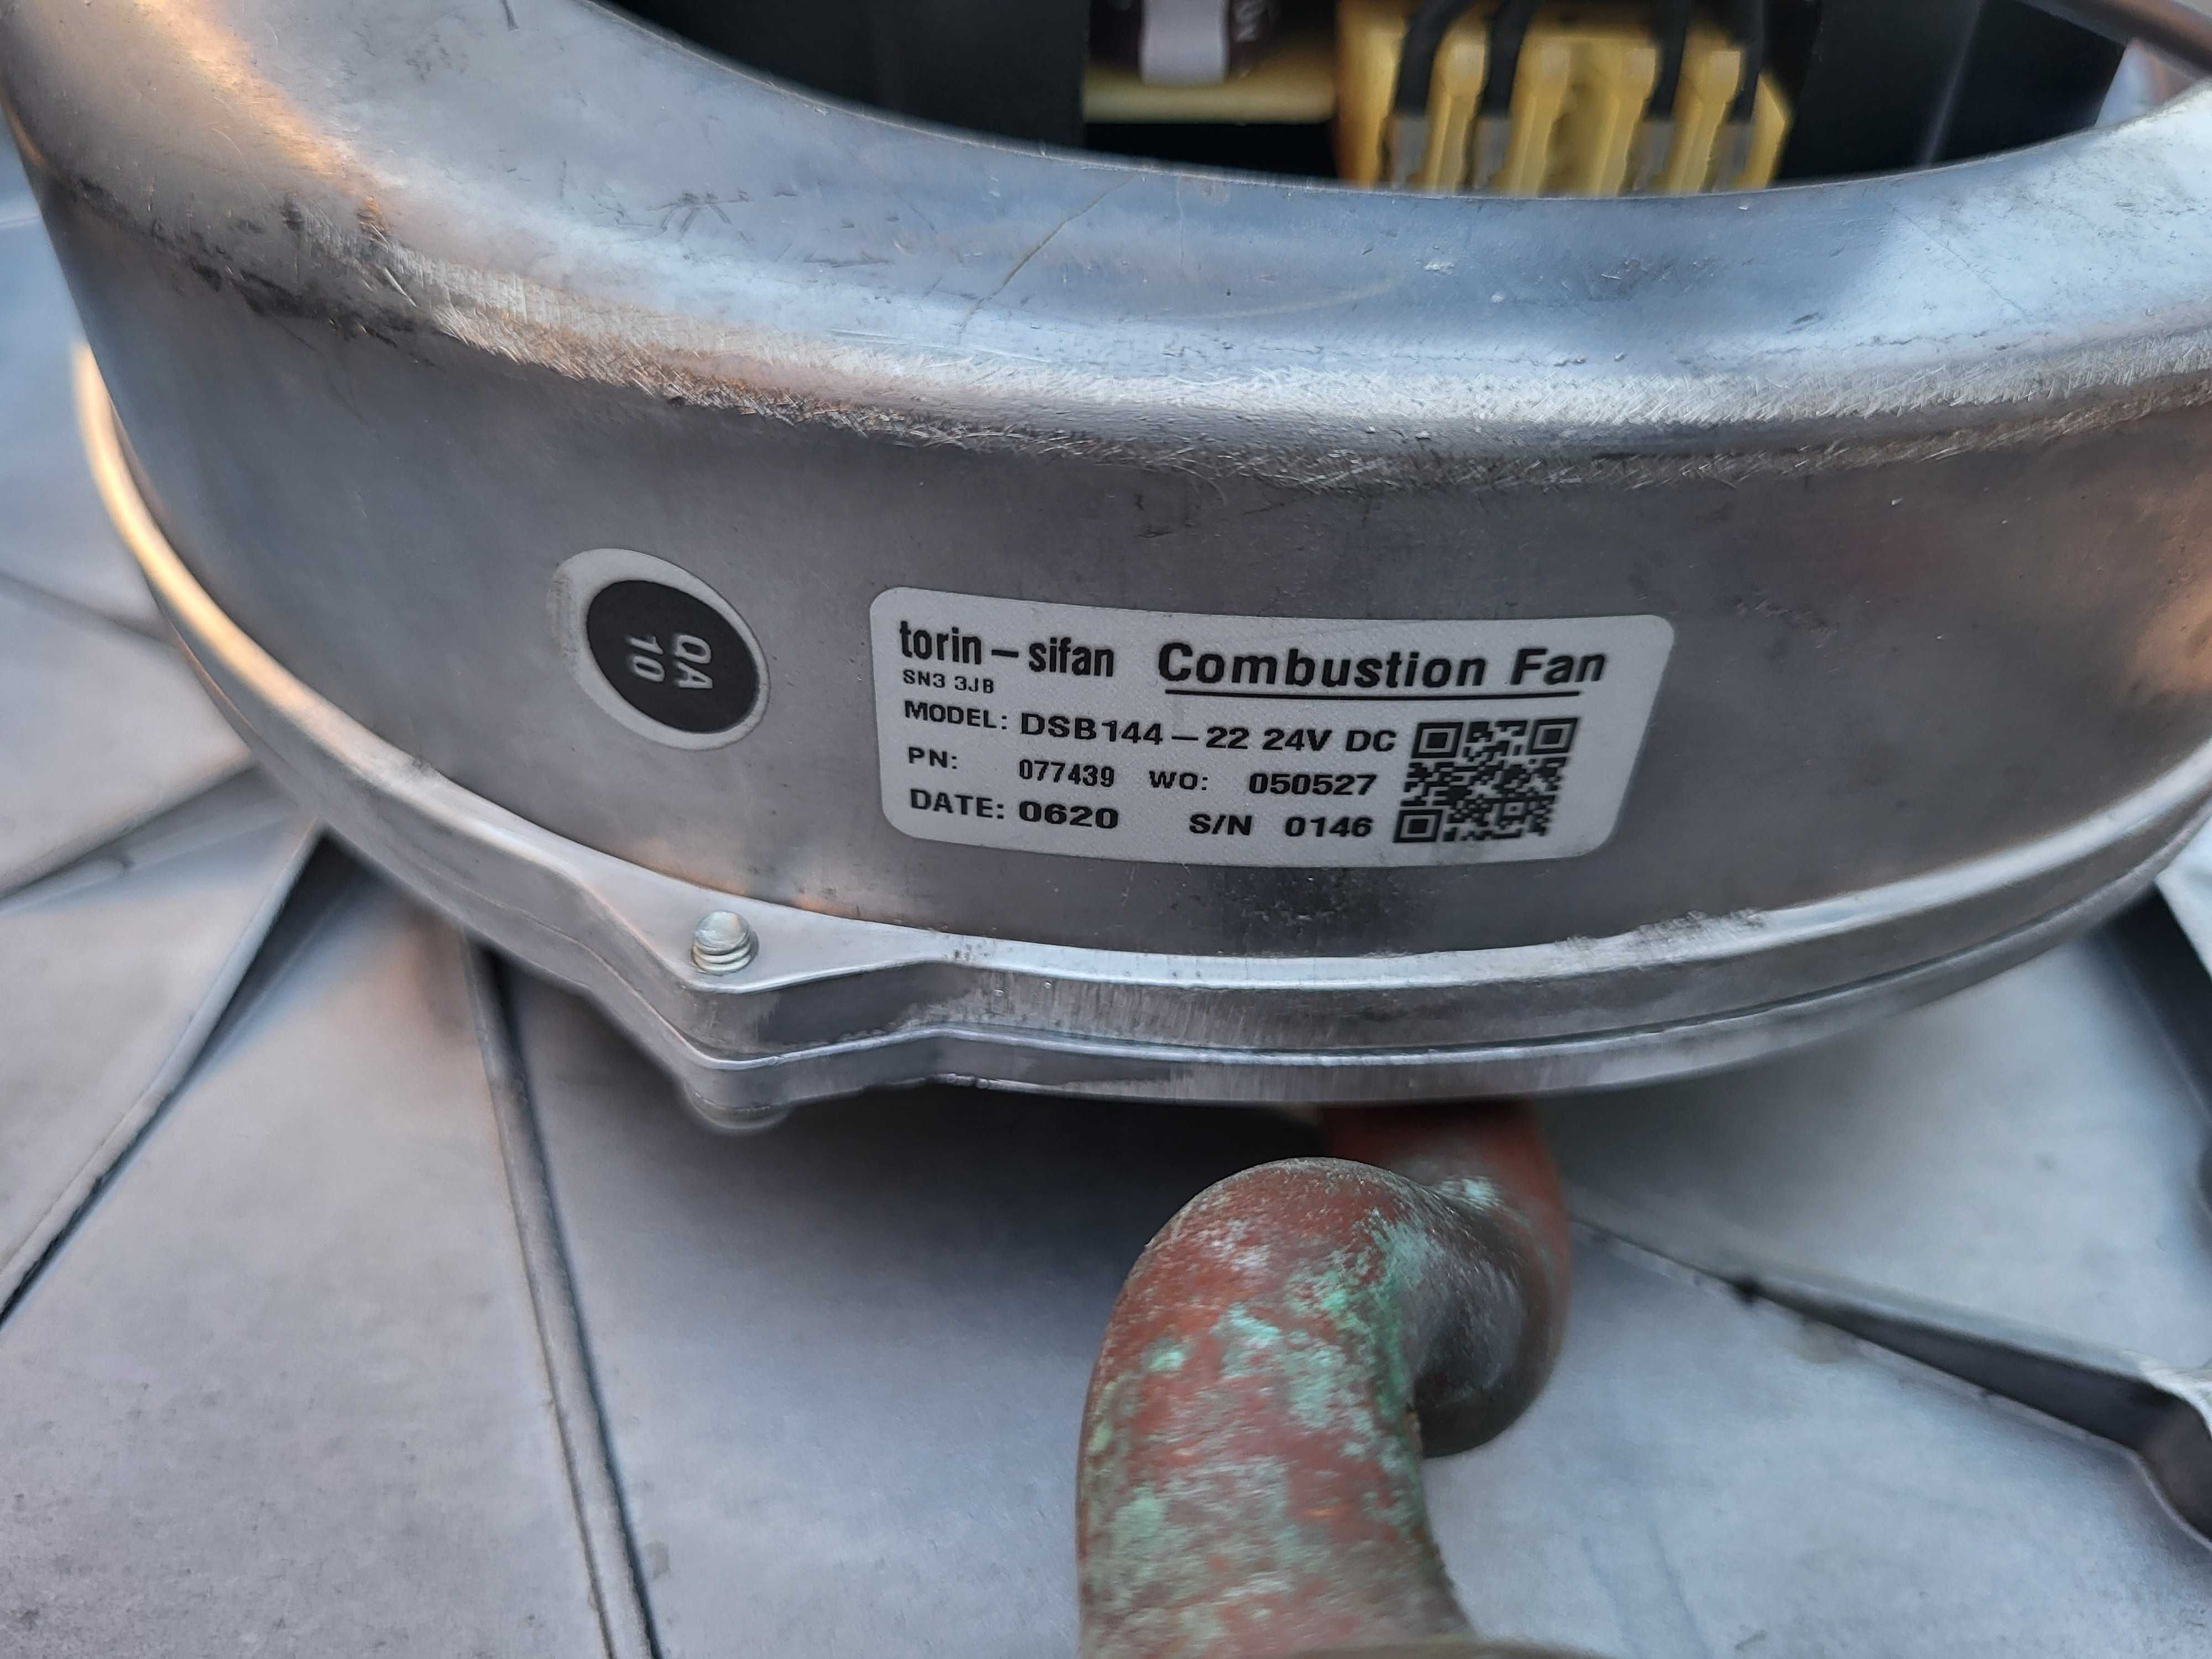 QA
10
torin-sifan Combustion Fan
SN3 3JB
MODEL: DSB144-22 24V DC
PN: 077439 WO: 050527
DATE: 0620 S/N 0146